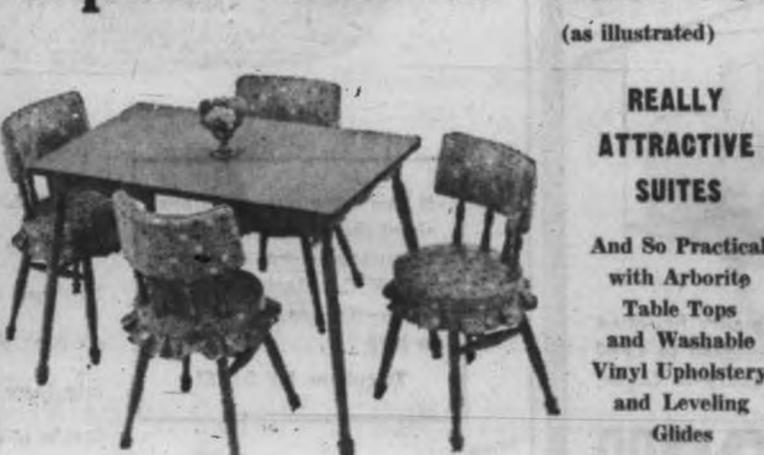 (as illustrated)
REALLY
ATTRACTIVE
SUITES
And So Practical
with Arborite
Table Tops
and Washable
Vinyl Upholstery
and Leveling
Glides